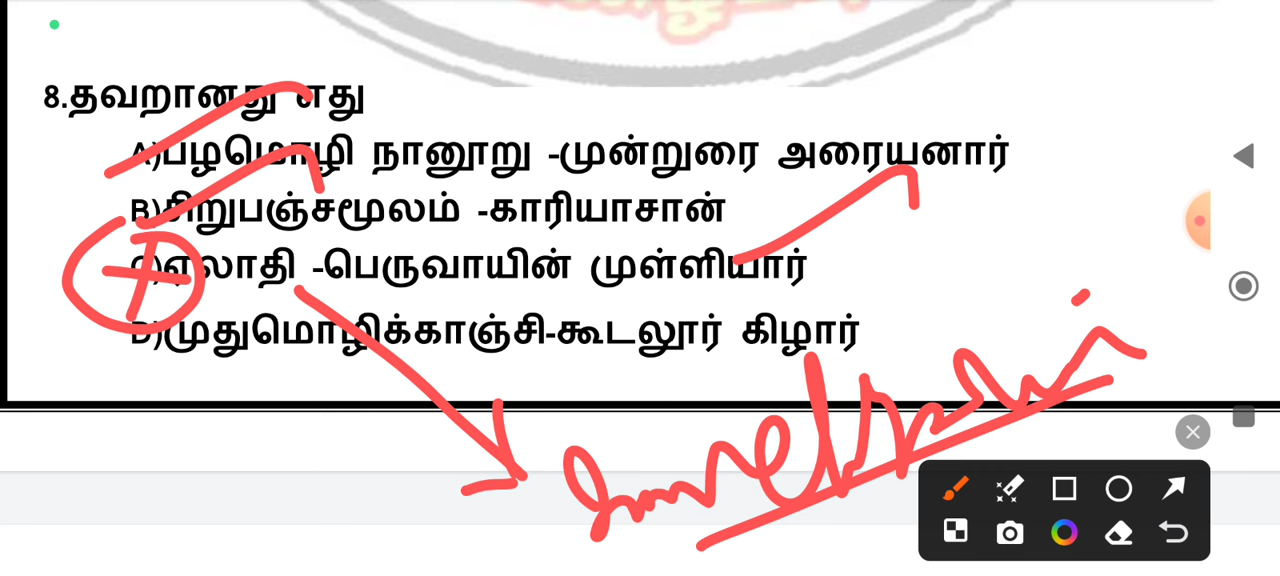 8.தவறானது எது
A)பழமொழி நானூறு -முன்றுரை அரையனார்
B)சிறுபஞ்சமூலம் -காரியாசான்
C)ஏலாதி -பெருவாயின் முள்ளியார்
D)முதுமொழிக்காஞ்சி-கூடலூர் கிழார்